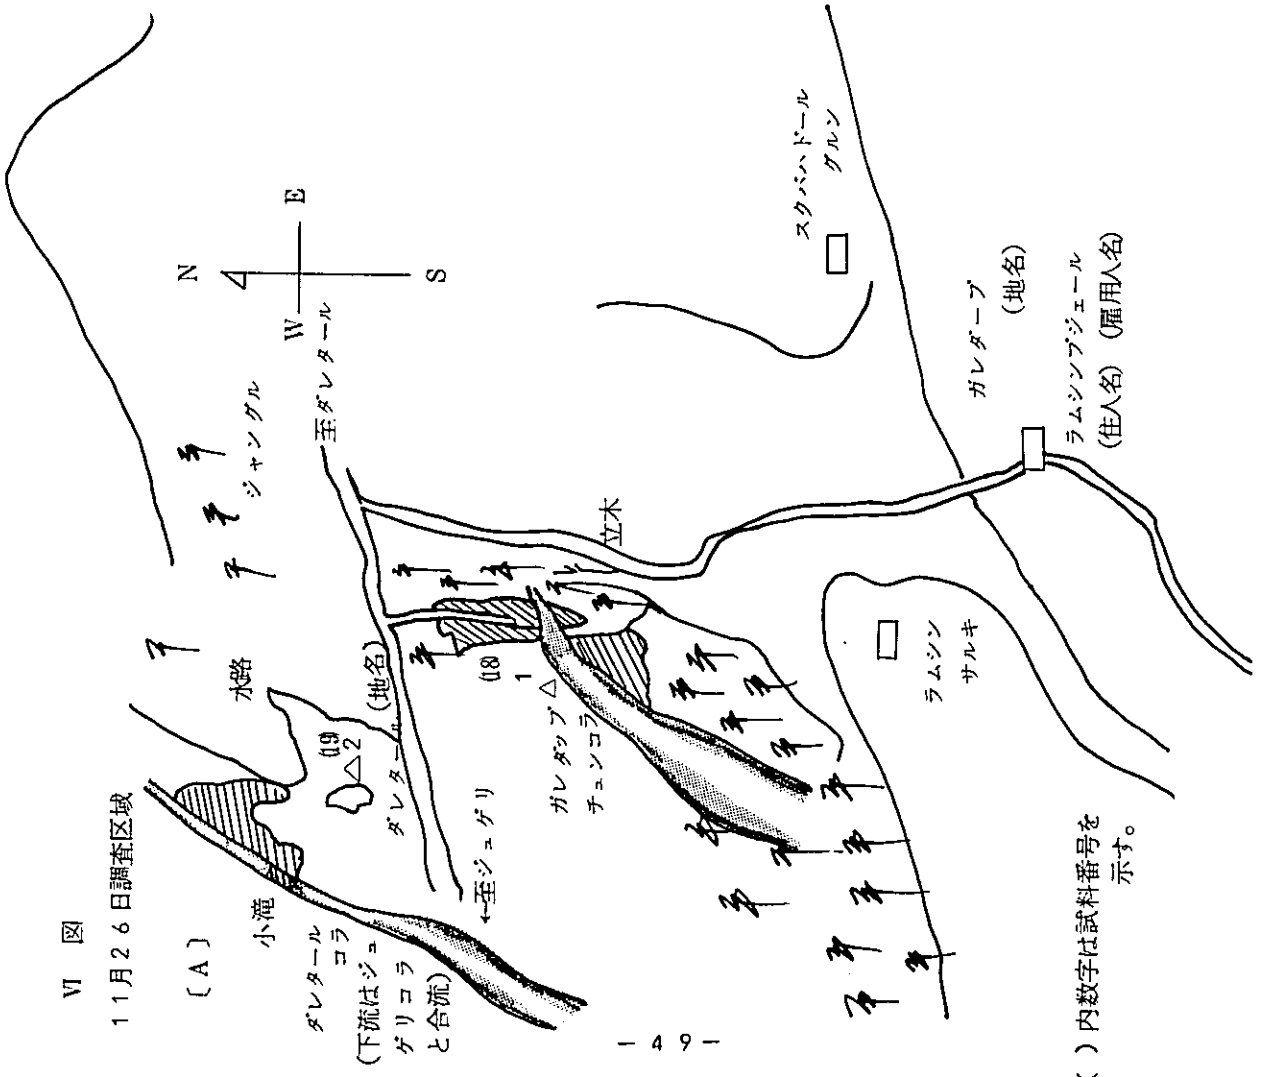 VI 図
11月26日調査区域
〔A〕
小滝
水路
ジャングル
N
W
E
S
至ダレタール
ダレタール
(地名)
(19)
2
(18)
1
ダレタール
コラ
(下流はジュ
ゲリコラ
と合流)
←至ジュゲリ
ガレダップ
チュンコラ
立木
スクバハドール
グルン
ラムシン
サルキ
ガレダープ
(地名)
ラムシンブジェール
(住人名)(雇用人名)
( )内数字は試料番号を
示す。
－49－